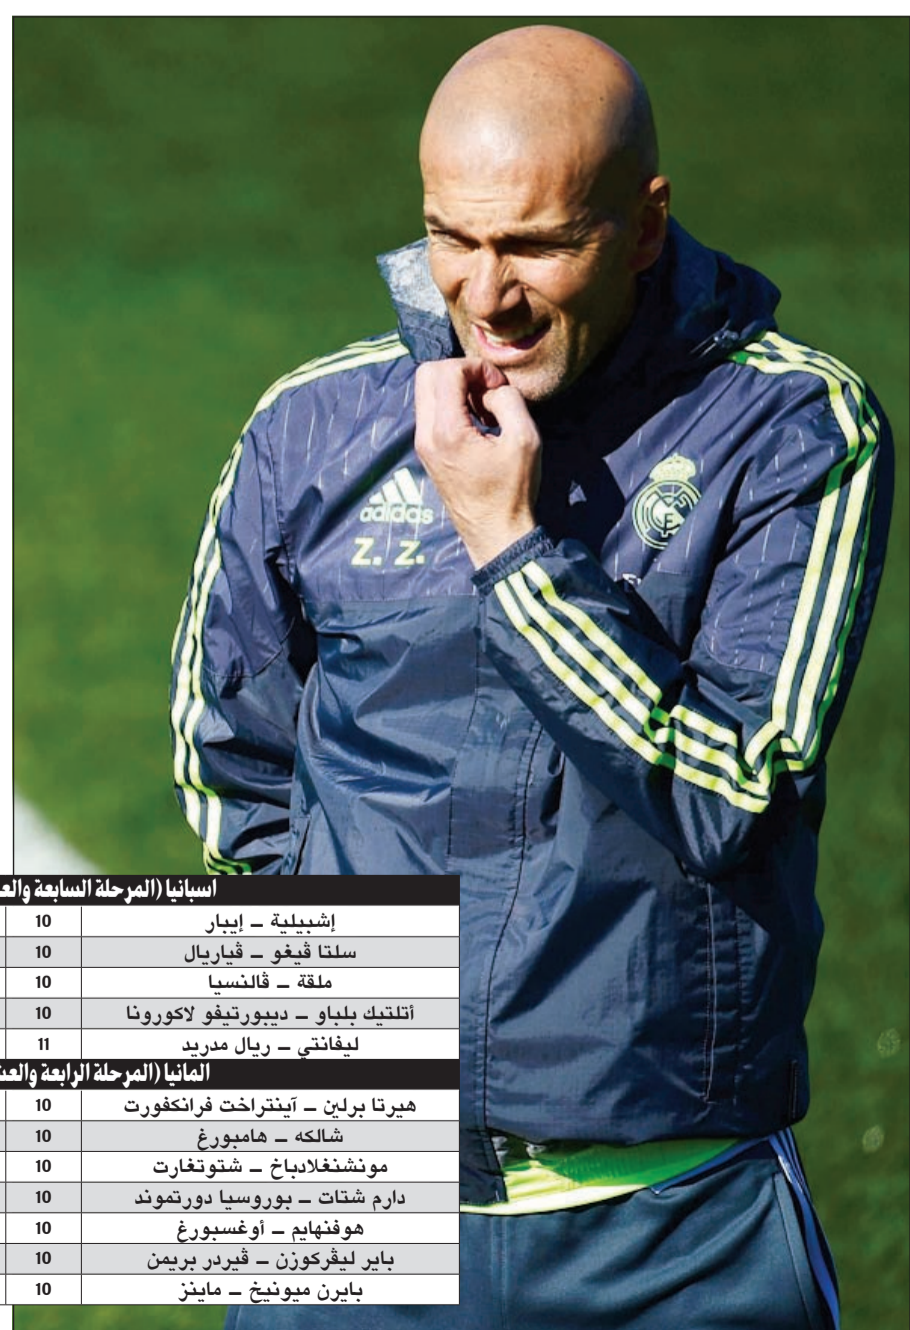 adidas
Z. Z.
اسبانيا (المرحلة السابعة والعـ
إشبيلية – إيبار 10
سلتا ڤيغو – ڤياريال 10
ملقة – ڤالنسيا 10
أتلتيك بلباو – ديبورتيفو لاكورونا 10
ليفانتي – ريال مدريد 11
المانيا (المرحلة الرابعة والعشـ
هيرتا برلين – آينتراخت فرانكفورت 10
شالكه – هامبورغ 10
مونشنغلادباخ – شتوتغارت 10
دارم شتات – بوروسيا دورتموند 10
هوفنهايم – أوغسبورغ 10
باير ليڤركوزن – ڤيردر بريمن 10
بايرن ميونيخ – ماينز 10